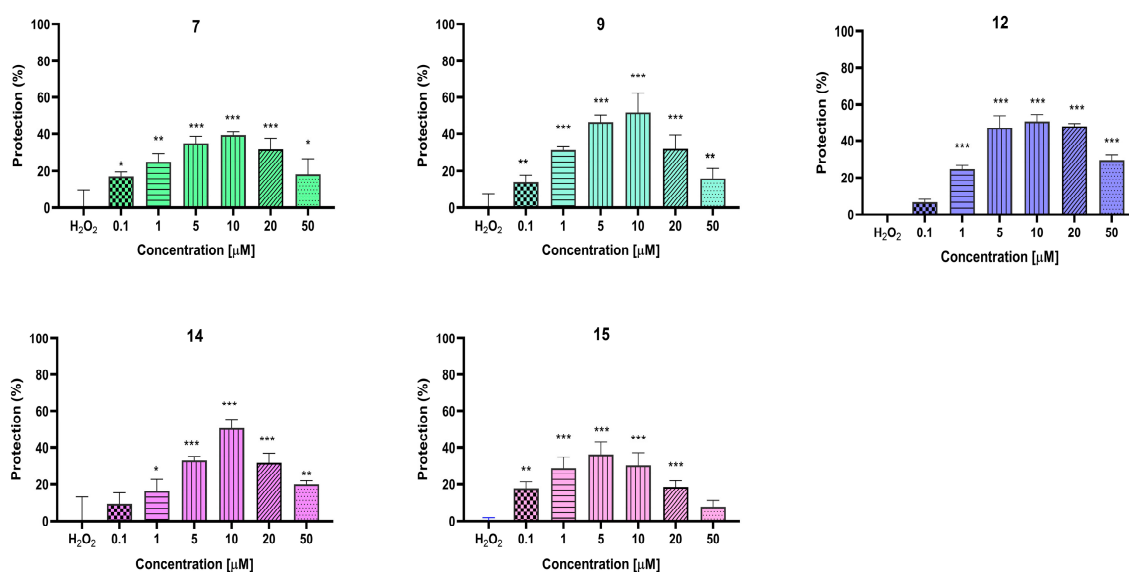 7
Protection (%)
100
80
60
40
20
0
* ** *** *** *** *
H₂O₂ 0.1 1 5 10 20 50
Concentration [μM]
9
Protection (%)
100
80
60
40
20
0
** *** *** *** *** **
H₂O₂ 0.1 1 5 10 20 50
Concentration [μM]
12
Protection (%)
100
80
60
40
20
0
*** *** *** *** ***
H₂O₂ 0.1 1 5 10 20 50
Concentration [μM]
14
Protection (%)
100
80
60
40
20
0
* *** *** *** **
H₂O₂ 0.1 1 5 10 20 50
Concentration [μM]
15
Protection (%)
100
80
60
40
20
0
** *** *** *** ***
H₂O₂ 0.1 1 5 10 20 50
Concentration [μM]